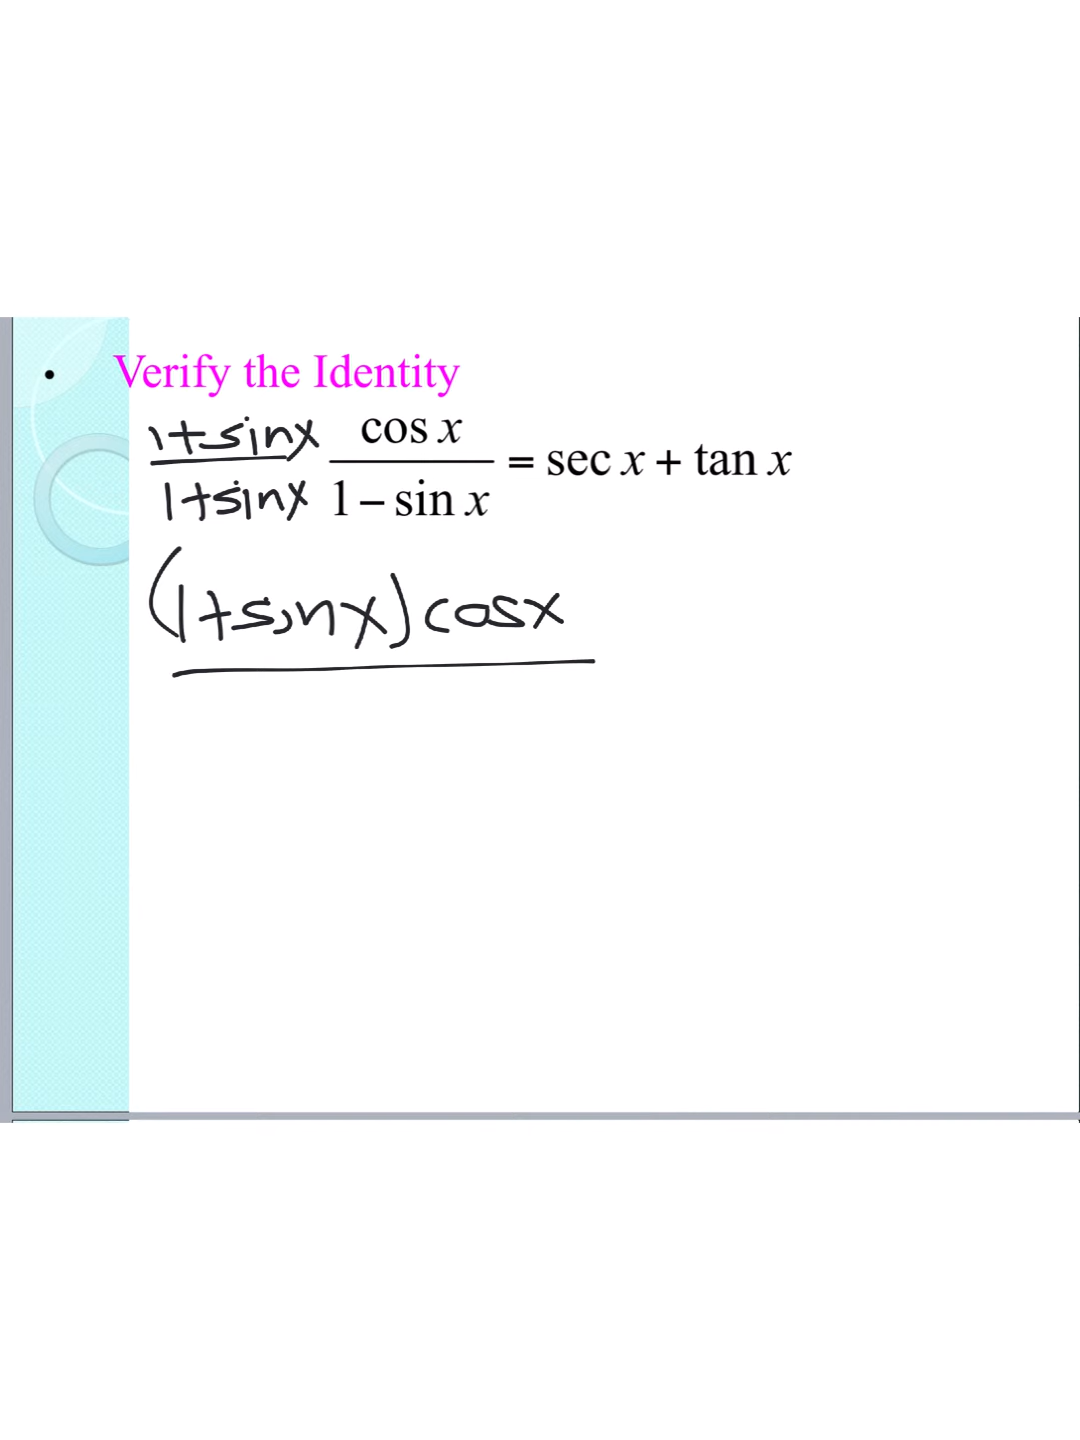 • Verify the Identity
1+sinx cos x
1+sinx 1 – sin x = sec x + tan x
(1+sinx)cosx